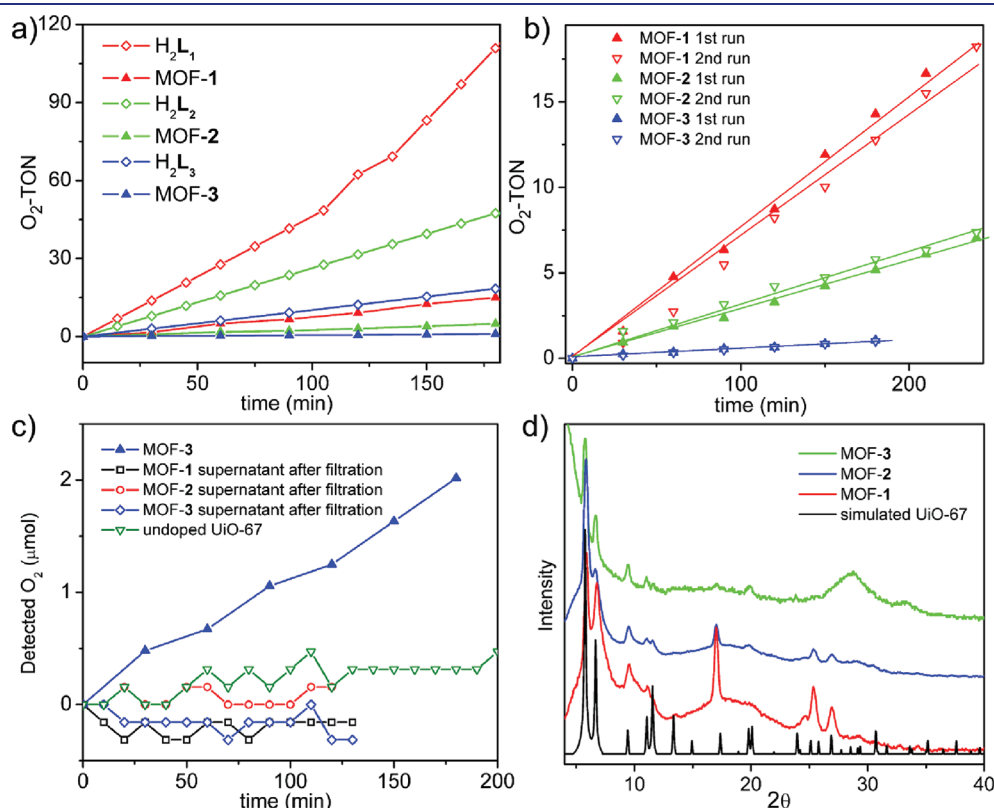 a)
120
90
60
30
0
O₂-TON
H₂L₁
MOF-1
H₂L₂
MOF-2
H₂L₃
MOF-3
0 50 100 150
time (min)
b)
15
10
5
0
O₂-TON
MOF-1 1st run
MOF-1 2nd run
MOF-2 1st run
MOF-2 2nd run
MOF-3 1st run
MOF-3 2nd run
0 100 200
time (min)
c)
2
1
0
Detected O₂ (μmol)
MOF-3
MOF-1 supernatant after filtration
MOF-2 supernatant after filtration
MOF-3 supernatant after filtration
undoped UiO-67
0 50 100 150 200
time (min)
d)
Intensity
MOF-3
MOF-2
MOF-1
simulated UiO-67
10 20 30 40
2θ